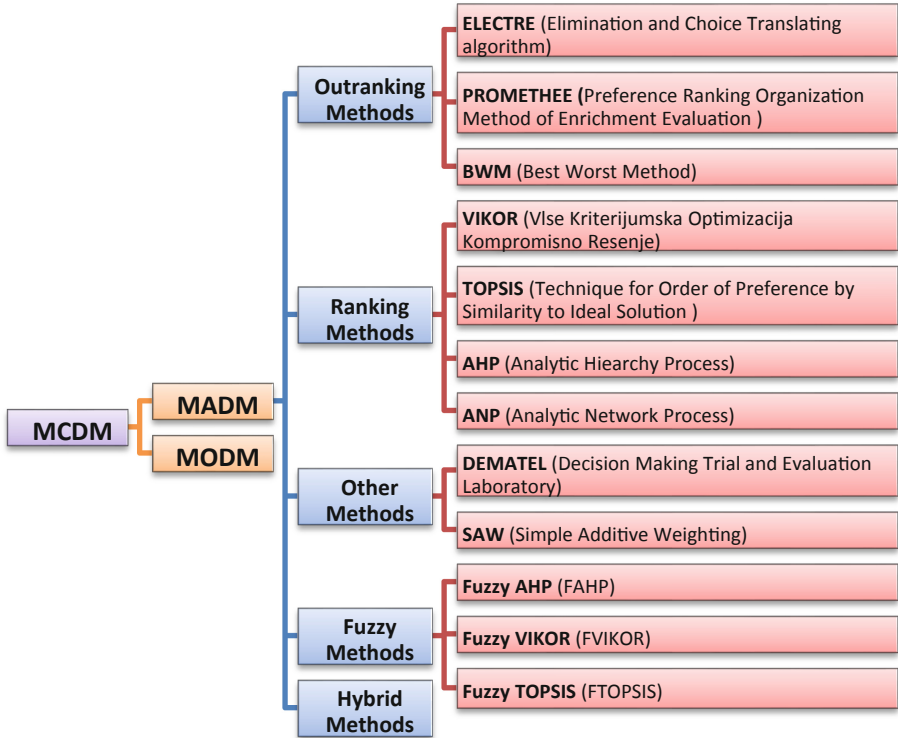 MCDM
MADM
MODM
Outranking
Methods
ELECTRE (Elimination and Choice Translating
algorithm)
PROMETHEE (Preference Ranking Organization
Method of Enrichment Evaluation )
BWM (Best Worst Method)
Ranking
Methods
VIKOR (Vlse Kriterijumska Optimizacija
Kompromisno Resenje)
TOPSIS (Technique for Order of Preference by
Similarity to Ideal Solution )
AHP (Analytic Hiearchy Process)
ANP (Analytic Network Process)
Other
Methods
DEMATEL (Decision Making Trial and Evaluation
Laboratory)
SAW (Simple Additive Weighting)
Fuzzy
Methods
Fuzzy AHP (FAHP)
Fuzzy VIKOR (FVIKOR)
Fuzzy TOPSIS (FTOPSIS)
Hybrid
Methods